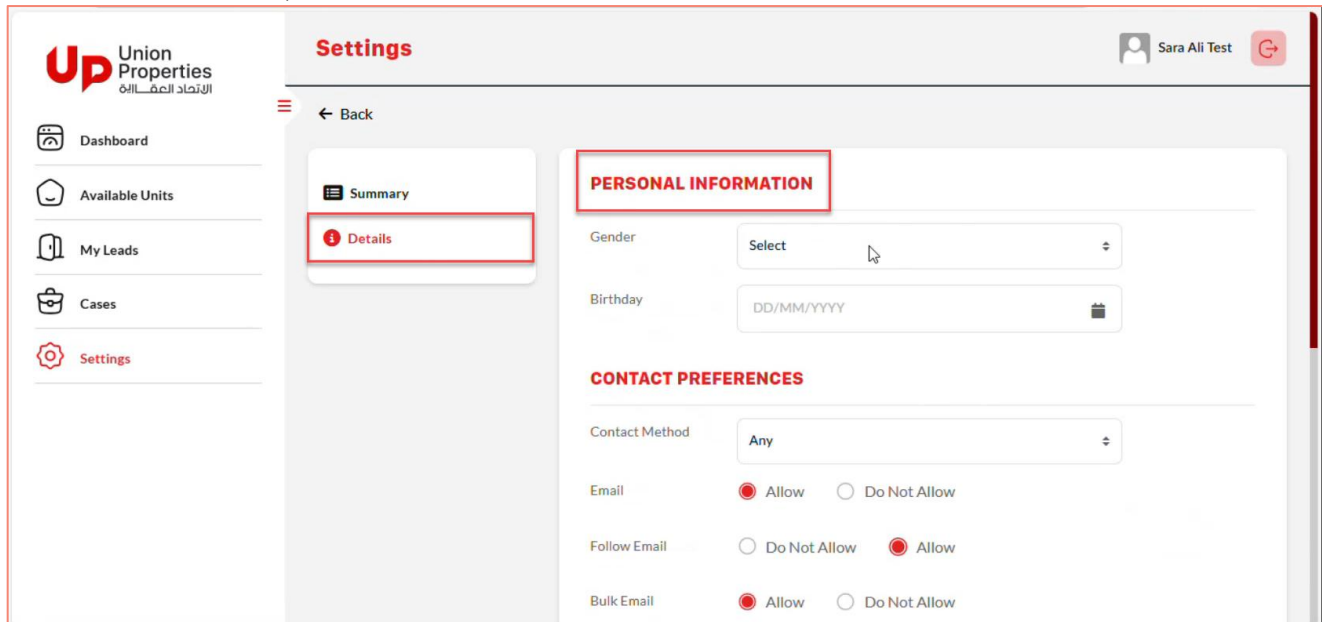 UP Union
Properties
الاتحاد العقـــارية
Settings
Sara Ali Test
Back
Dashboard
Available Units
My Leads
Cases
Settings
Summary
Details
PERSONAL INFORMATION
Gender Select
Birthday DD/MM/YYYY
CONTACT PREFERENCES
Contact Method Any
Email Allow Do Not Allow
Follow Email Do Not Allow Allow
Bulk Email Allow Do Not Allow